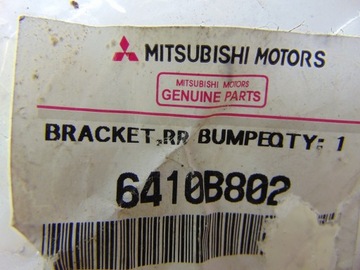 MITSUBISHI MOTORS
MITSUBISHI MOTORS
GENUINE PARTS
BRACKET,RR BUMPEQTY: 1
6410B802